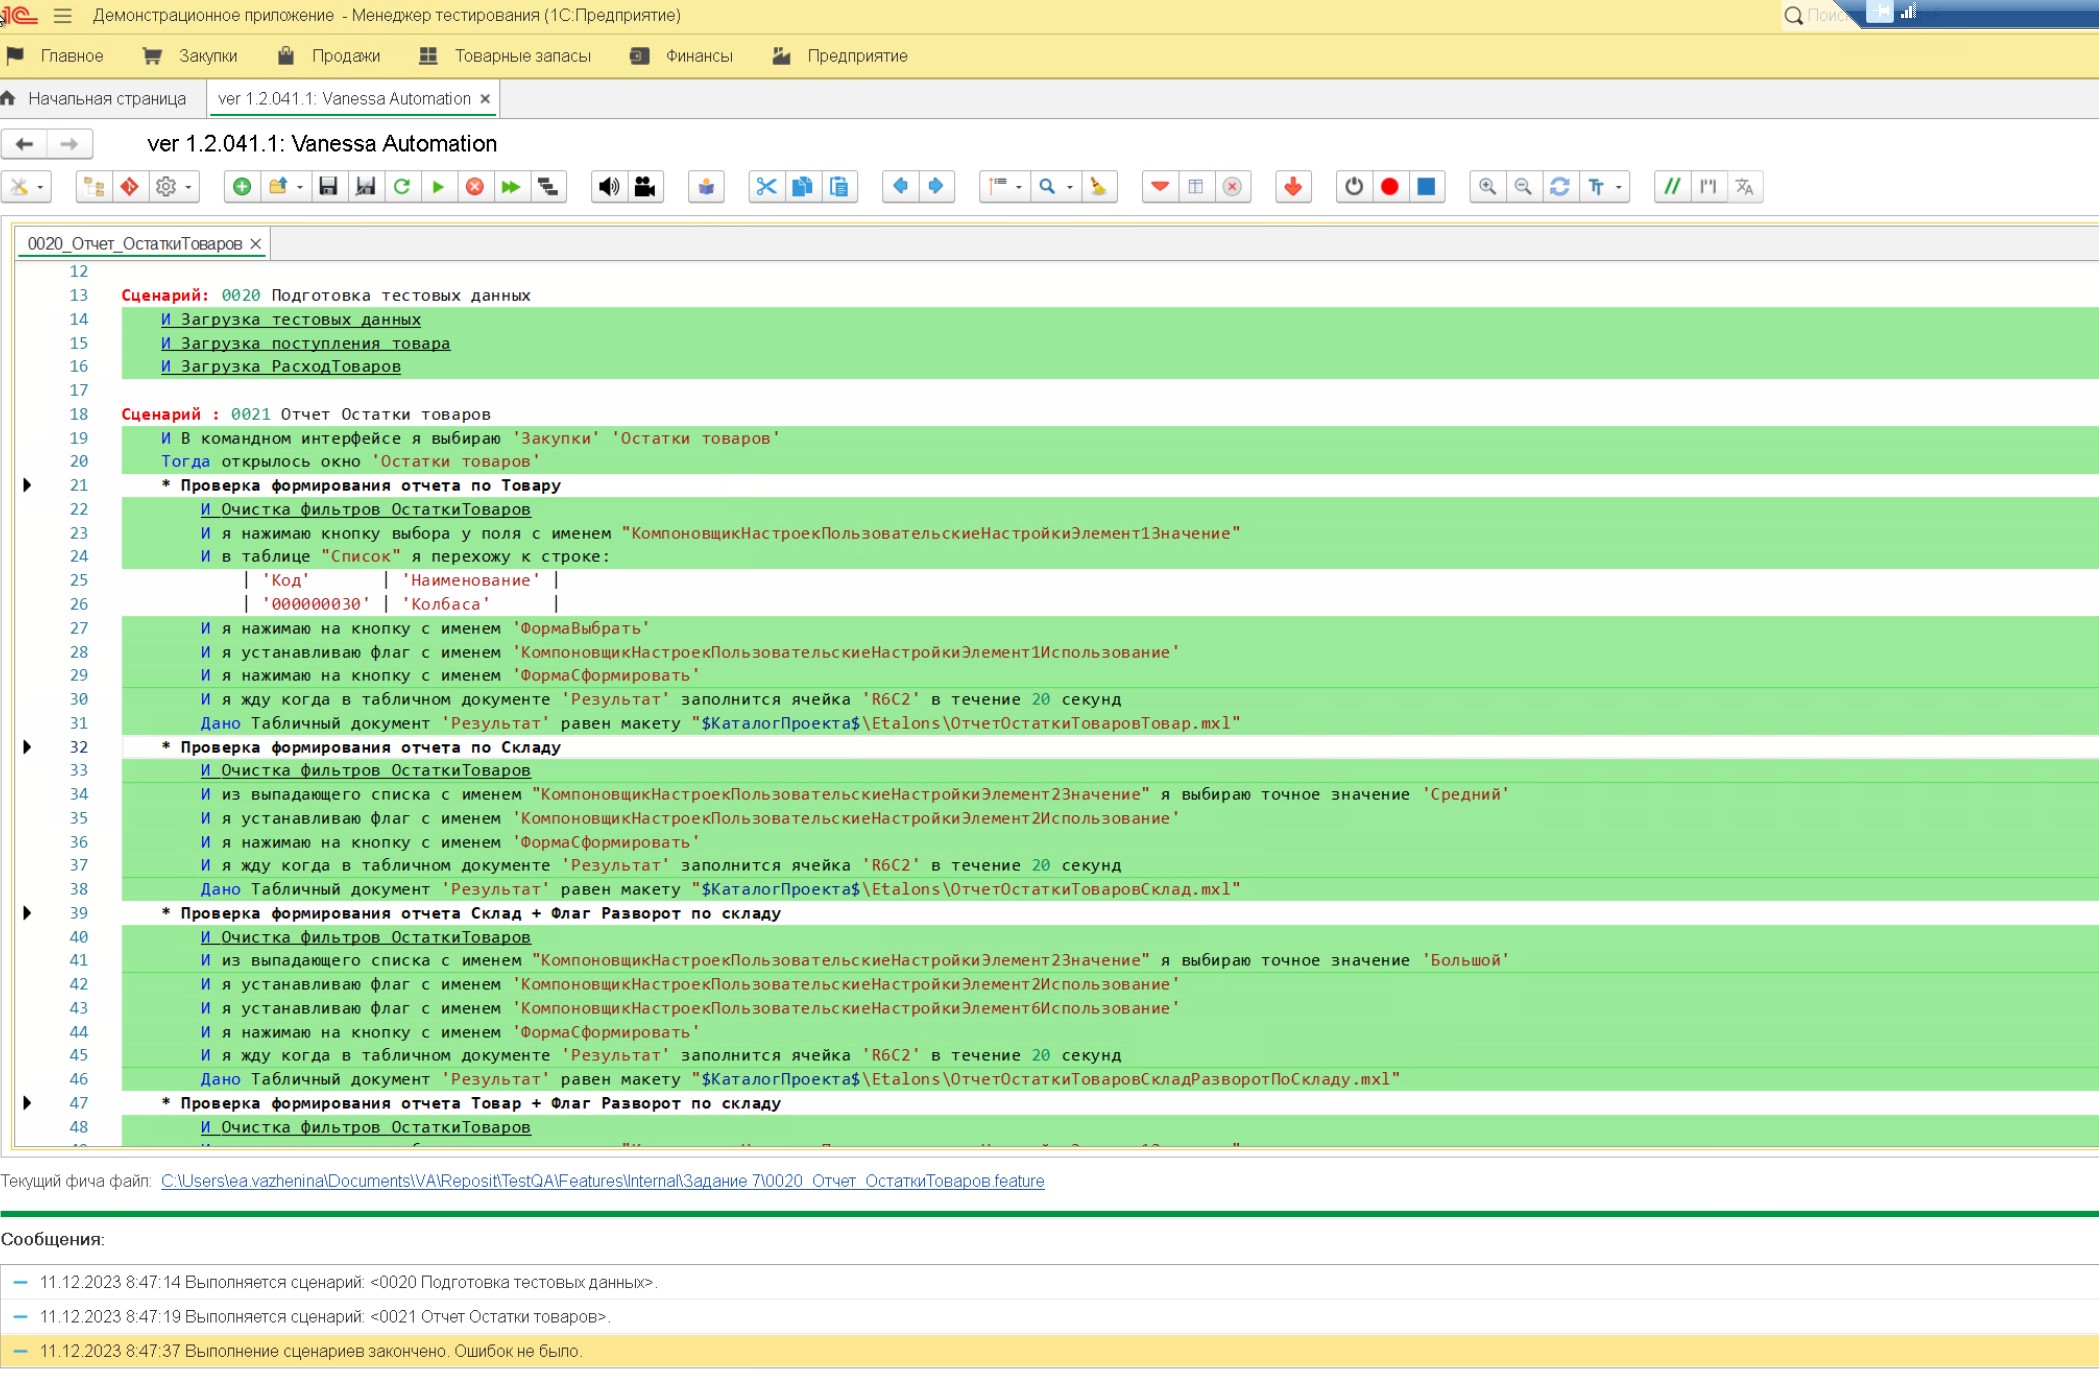 Демонстрационное приложение - Менеджер тестирования (1С:Предприятие)
Главное Закупки Продажи Товарные запасы Финансы Предприятие
Начальная страница ver 1.2.041.1: Vanessa Automation
ver 1.2.041.1: Vanessa Automation
0020_Отчет_ОстаткиТоваров
12
13 Сценарий: 0020 Подготовка тестовых данных
14 И Загрузка тестовых данных
15 И Загрузка поступления товара
16 И Загрузка РасходТоваров
17
18 Сценарий : 0021 Отчет Остатки товаров
19 И В командном интерфейсе я выбираю 'Закупки' 'Остатки товаров'
20 Тогда открылось окно 'Остатки товаров'
21 * Проверка формирования отчета по Товару
22 И Очистка фильтров ОстаткиТоваров
23 И я нажимаю кнопку выбора у поля с именем "КомпоновщикНастроекПользовательскиеНастройкиЭлемент1Значение"
24 И в таблице "Список" я перехожу к строке:
25 | 'Код' | 'Наименование' |
26 | '000000030' | 'Колбаса' |
27 И я нажимаю на кнопку с именем 'ФормаВыбрать'
28 И я устанавливаю флаг с именем 'КомпоновщикНастроекПользовательскиеНастройкиЭлемент1Использование'
29 И я нажимаю на кнопку с именем 'ФормаСформировать'
30 И я жду когда в табличном документе 'Результат' заполнится ячейка 'R6C2' в течение 20 секунд
31 Дано Табличный документ 'Результат' равен макету "$КаталогПроекта$\Etalons\ОтчетОстаткиТоваровТовар.mxl"
32 * Проверка формирования отчета по Складу
33 И Очистка фильтров ОстаткиТоваров
34 И из выпадающего списка с именем "КомпоновщикНастроекПользовательскиеНастройкиЭлемент2Значение" я выбираю точное значение 'Средний'
35 И я устанавливаю флаг с именем 'КомпоновщикНастроекПользовательскиеНастройкиЭлемент2Использование'
36 И я нажимаю на кнопку с именем 'ФормаСформировать'
37 И я жду когда в табличном документе 'Результат' заполнится ячейка 'R6C2' в течение 20 секунд
38 Дано Табличный документ 'Результат' равен макету "$КаталогПроекта$\Etalons\ОтчетОстаткиТоваровСклад.mxl"
39 * Проверка формирования отчета Склад + Флаг Разворот по складу
40 И Очистка фильтров ОстаткиТоваров
41 И из выпадающего списка с именем "КомпоновщикНастроекПользовательскиеНастройкиЭлемент2Значение" я выбираю точное значение 'Большой'
42 И я устанавливаю флаг с именем 'КомпоновщикНастроекПользовательскиеНастройкиЭлемент2Использование'
43 И я устанавливаю флаг с именем 'КомпоновщикНастроекПользовательскиеНастройкиЭлемент6Использование'
44 И я нажимаю на кнопку с именем 'ФормаСформировать'
45 И я жду когда в табличном документе 'Результат' заполнится ячейка 'R6C2' в течение 20 секунд
46 Дано Табличный документ 'Результат' равен макету "$КаталогПроекта$\Etalons\ОтчетОстаткиТоваровСкладРазворотПоСкладу.mxl"
47 * Проверка формирования отчета Товар + Флаг Разворот по складу
48 И Очистка фильтров ОстаткиТоваров
Текущий фича файл: C:\Users\ea.vazhenina\Documents\VA\Reposit\TestQA\Features\Internal\Задание 7\0020_Отчет_ОстаткиТоваров.feature
Сообщения:
11.12.2023 8:47:14 Выполняется сценарий: <0020 Подготовка тестовых данных>.
11.12.2023 8:47:19 Выполняется сценарий: <0021 Отчет Остатки товаров>.
11.12.2023 8:47:37 Выполнение сценариев закончено. Ошибок не было.